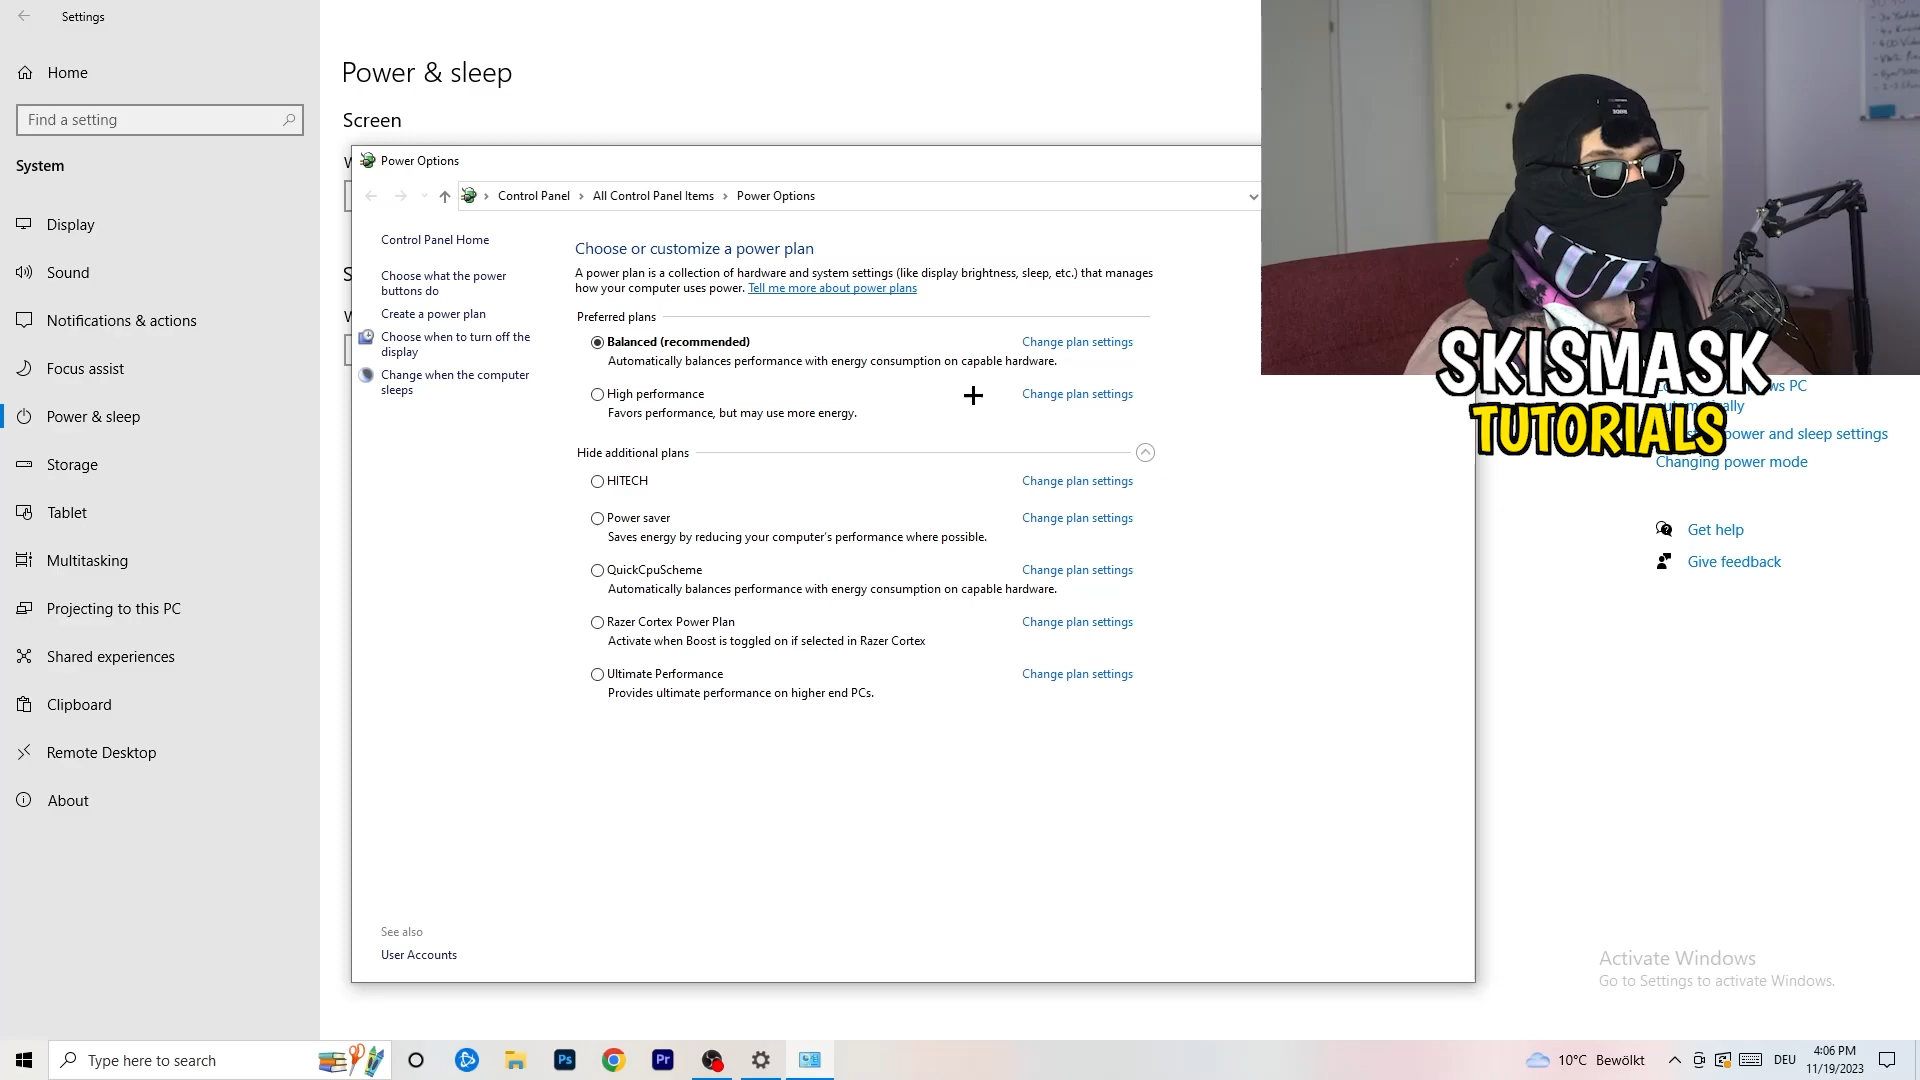 Settings
Home
Find a setting
System
Display
Sound
Notifications & actions
Focus assist
Power & sleep
Storage
Tablet
Multitasking
Projecting to this PC
Shared experiences
Clipboard
Remote Desktop
About
Power & sleep
Screen
Power Options
Control Panel › All Control Panel Items › Power Options
Control Panel Home
Choose what the power
buttons do
Create a power plan
Choose when to turn off the
display
Change when the computer
sleeps
See also
User Accounts
Choose or customize a power plan
A power plan is a collection of hardware and system settings (like display brightness, sleep, etc.) that manages
how your computer uses power. Tell me more about power plans
Preferred plans
Balanced (recommended) Change plan settings
Automatically balances performance with energy consumption on capable hardware.
High performance Change plan settings
Favors performance, but may use more energy.
Hide additional plans
HITECH Change plan settings
Power saver Change plan settings
Saves energy by reducing your computer's performance where possible.
QuickCpuScheme Change plan settings
Automatically balances performance with energy consumption on capable hardware.
Razer Cortex Power Plan Change plan settings
Activate when Boost is toggled on if selected in Razer Cortex
Ultimate Performance Change plan settings
Provides ultimate performance on higher end PCs.
SKISMASK
TUTORIALS
PC
power and sleep settings
Changing power mode
Get help
Give feedback
Activate Windows
Go to Settings to activate Windows.
Type here to search
Ps
Pr
10°C Bewölkt
DEU
4:06 PM
11/19/2023